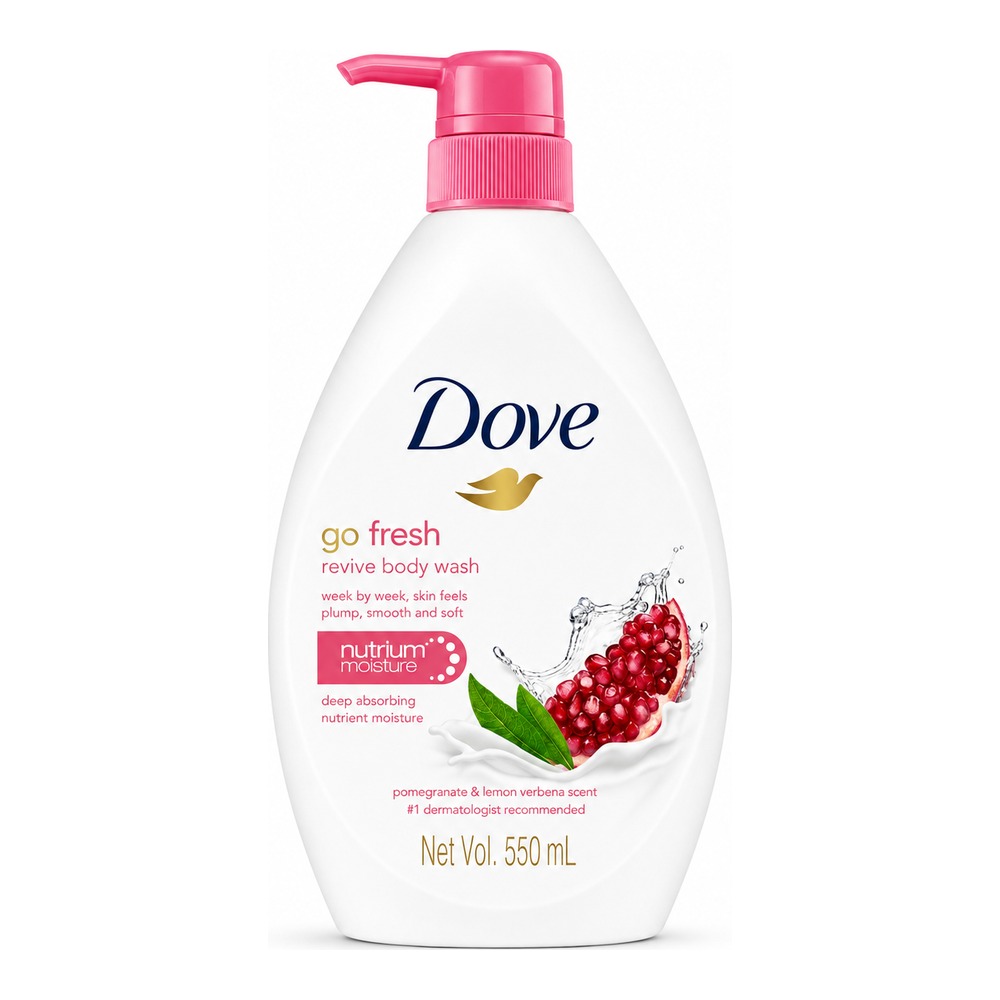 Dove
go fresh
revive body wash
week by week, skin feels
plump, smooth and soft
nutrium
moisture
deep absorbing
nutrient moisture
pomegranate & lemon verbena scent
#1 dermatologist recommended
Net Vol. 550 mL